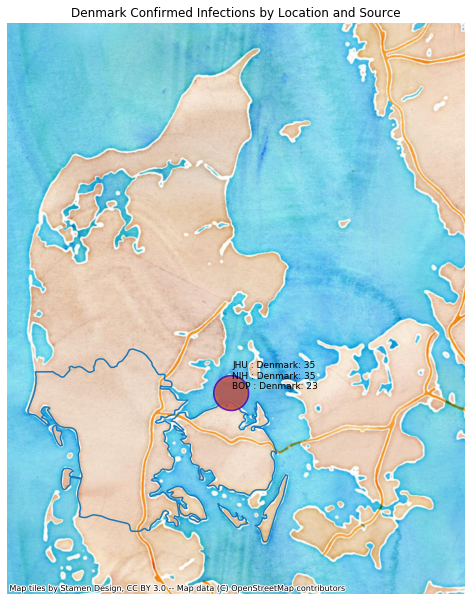 Denmark Confirmed Infections by Location and Source
JHU : Denmark: 35
NIH : Denmark: 35
BOP : Denmark: 23
Map tiles by Stamen Design, CC BY 3.0 -- Map data (C) OpenStreetMap contributors